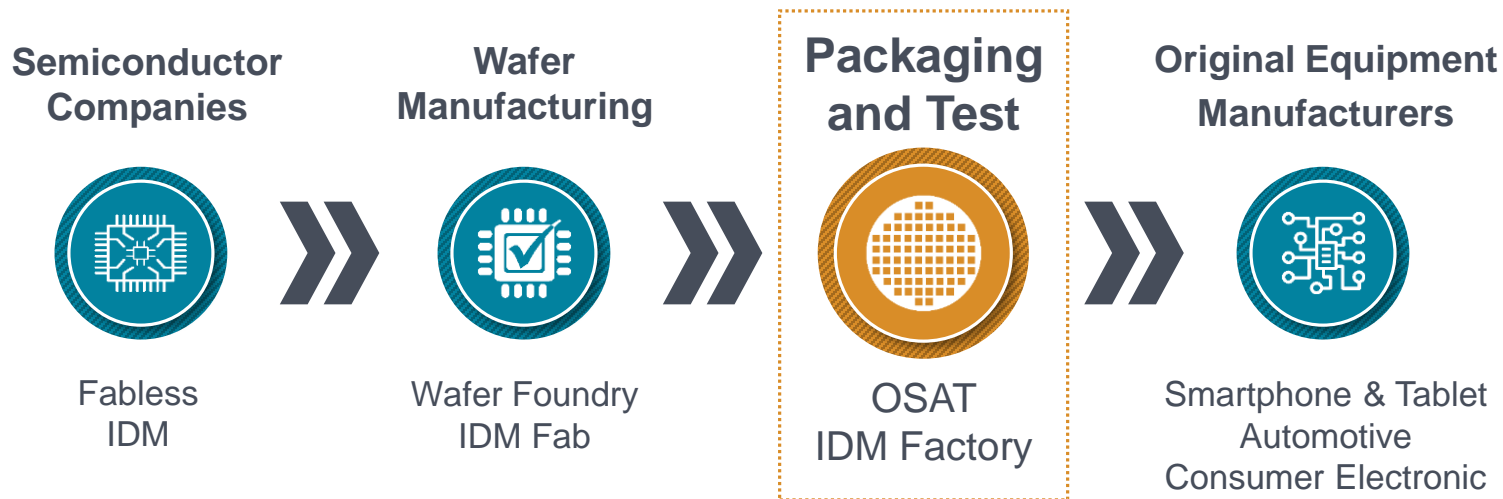 Semiconductor
Companies
Wafer
Manufacturing
Packaging
and Test
Original Equipment
Manufacturers
Fabless
IDM
Wafer Foundry
IDM Fab
OSAT
IDM Factory
Smartphone & Tablet
Automotive
Consumer Electronic